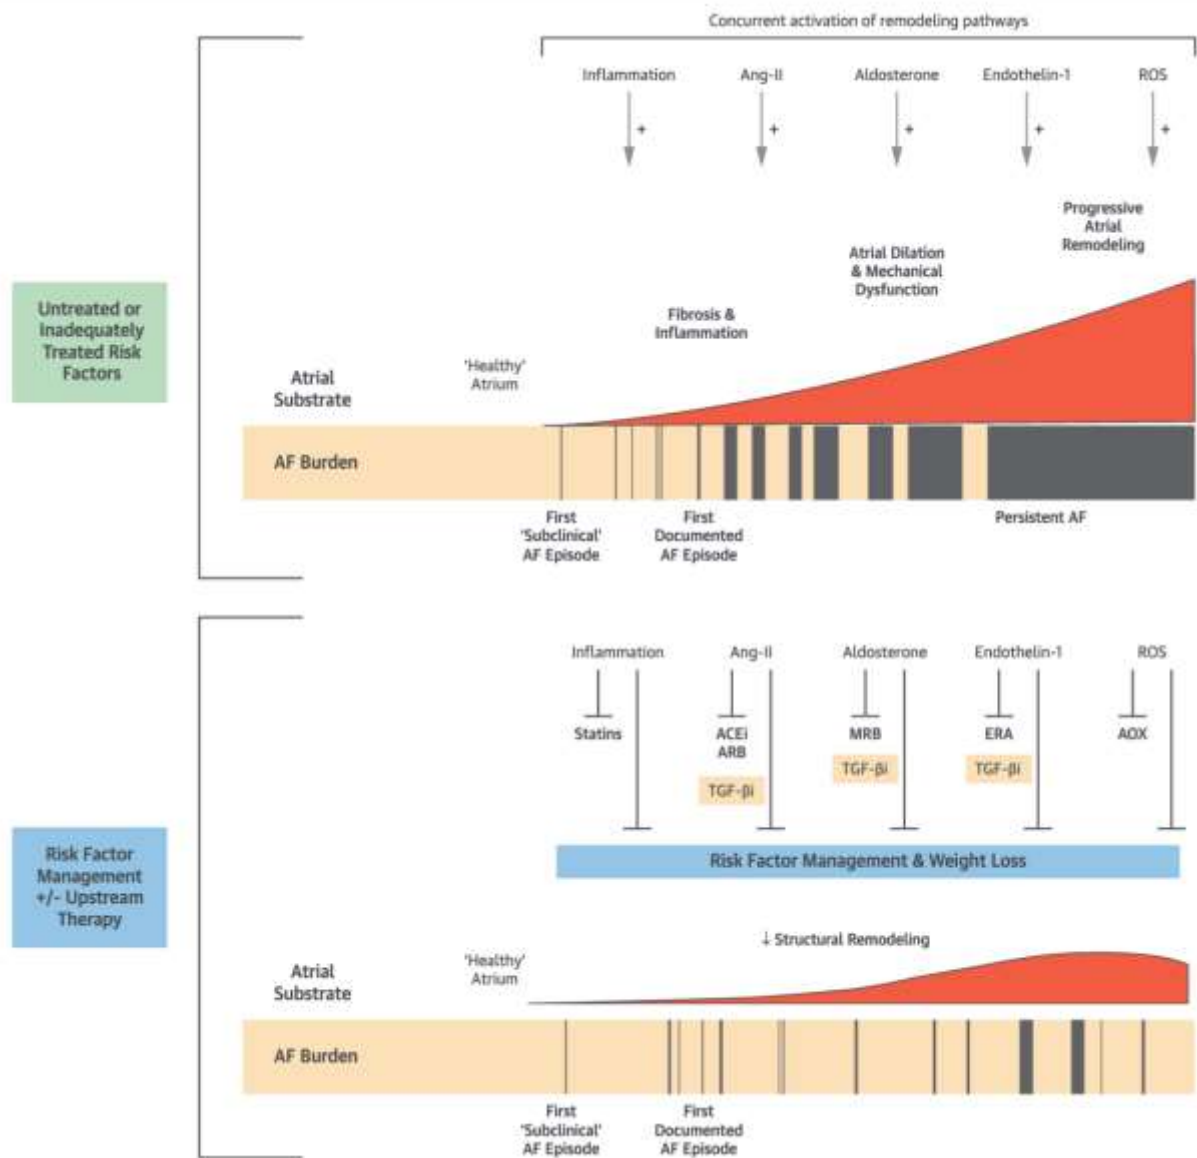 Concurrent activation of remodeling pathways
Inflammation
Ang-II
Aldosterone
Endothelin-1
ROS
+
+
+
+
+
Progressive
Atrial
Remodeling
Atrial Dilation
& Mechanical
Dysfunction
Fibrosis &
Inflammation
Untreated or
Inadequately
Treated Risk
Factors
'Healthy'
Atrium
Atrial
Substrate
AF Burden
First
'Subclinical'
AF Episode
First
Documented
AF Episode
Persistent AF
Inflammation
Ang-II
Aldosterone
Endothelin-1
ROS
Statins
ACEi
ARB
MRB
ERA
AOX
TGF-βi
TGF-βi
TGF-βi
Risk Factor
Management
+/- Upstream
Therapy
Risk Factor Management & Weight Loss
↓ Structural Remodeling
'Healthy'
Atrium
Atrial
Substrate
AF Burden
First
'Subclinical'
AF Episode
First
Documented
AF Episode